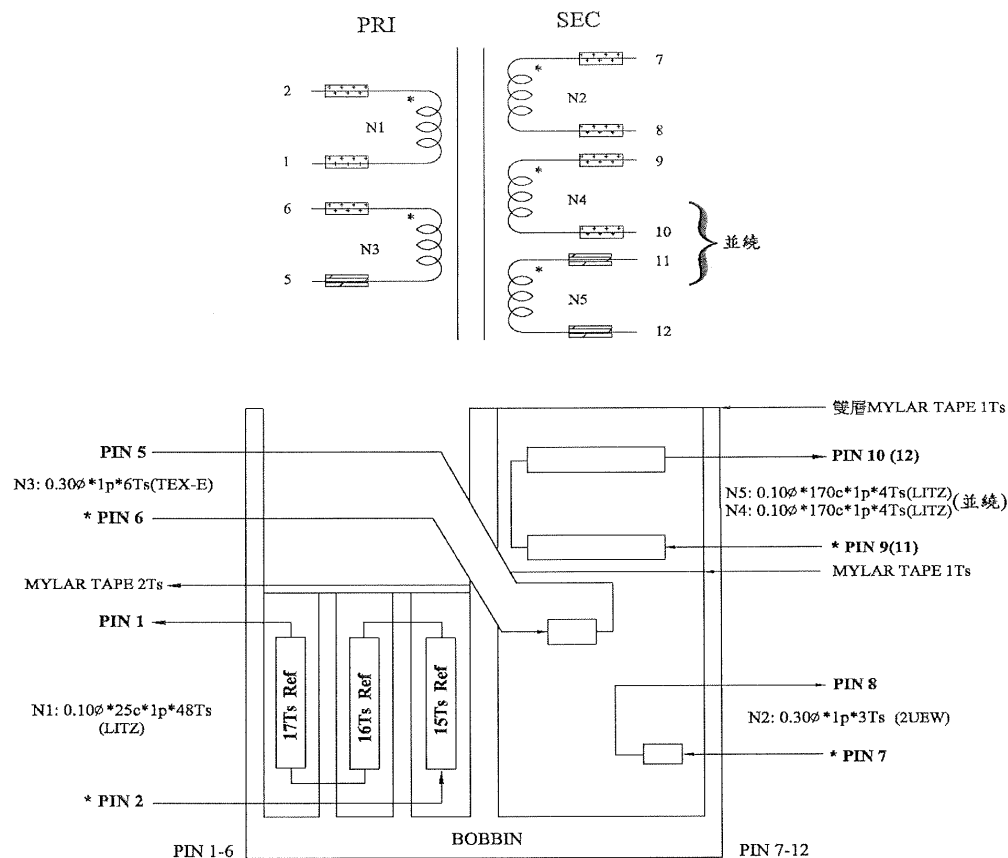 PRI
SEC
2
N1
1
6
N3
5
*
*
7
*
N2
8
9
*
N4
10
11
*
N5
12
並繞
雙層MYLAR TAPE 1Ts
PIN 5
PIN 10 (12)
N3: 0.30ø*1p*6Ts(TEX-E)
N5: 0.10ø*170c*1p*4Ts(LITZ)
N4: 0.10ø*170c*1p*4Ts(LITZ)
(並繞)
* PIN 6
* PIN 9(11)
MYLAR TAPE 2Ts
MYLAR TAPE 1Ts
PIN 1
17Ts Ref
16Ts Ref
15Ts Ref
N1: 0.10ø*25c*1p*48Ts
(LITZ)
PIN 8
N2: 0.30ø*1p*3Ts (2UEW)
* PIN 7
* PIN 2
BOBBIN
PIN 1-6
PIN 7-12